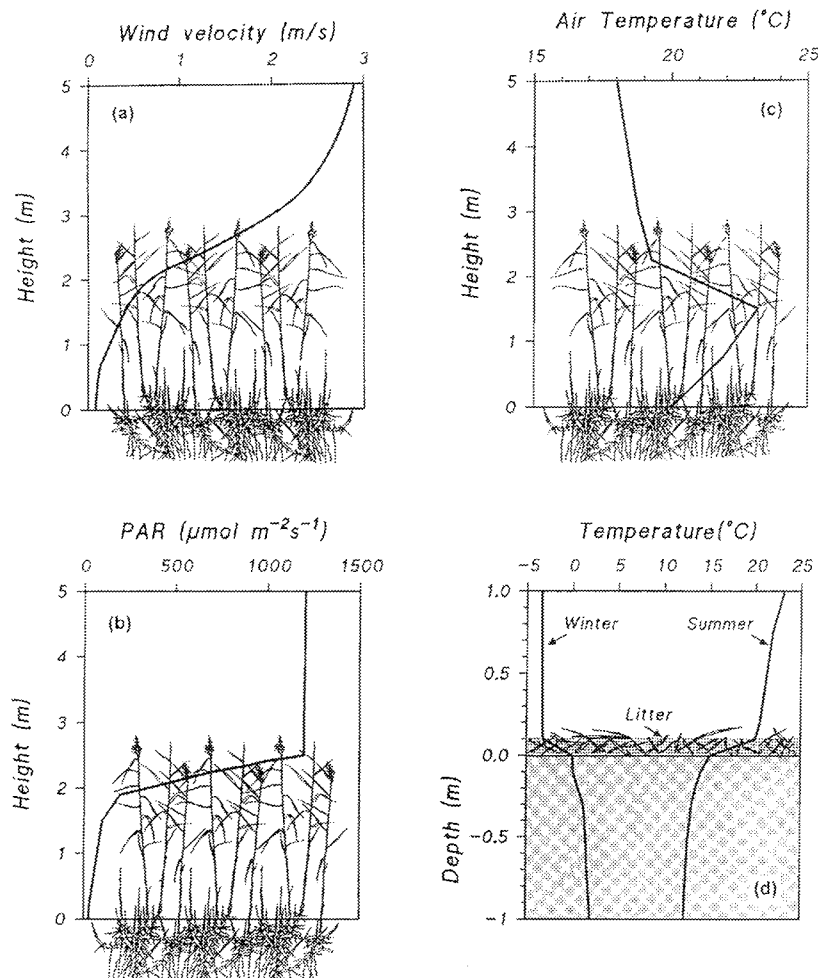 Wind velocity (m/s)
0 1 2 3
5
4
3
2
1
0
Height (m)
(a)
Air Temperature (°C)
15 20 25
5
4
3
2
1
0
Height (m)
(c)
PAR (µmol m⁻²s⁻¹)
0 500 1000 1500
5
4
3
2
1
0
Height (m)
(b)
Temperature(°C)
-5 0 5 10 15 20 25
1.0
0.5
0.0
-0.5
-1
Depth (m)
Winter
Summer
Litter
(d)